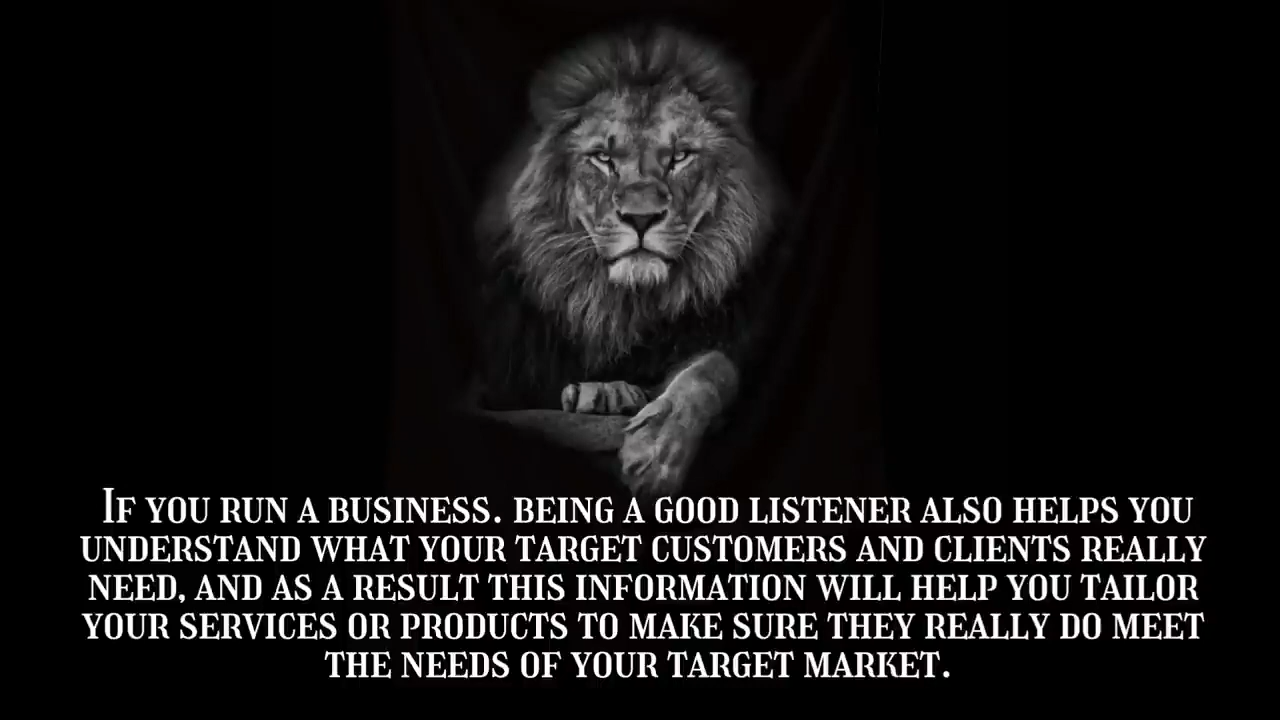 If you run a business. being a good listener also helps you
understand what your target customers and clients really
need, and as a result this information will help you tailor
your services or products to make sure they really do meet
the needs of your target market.